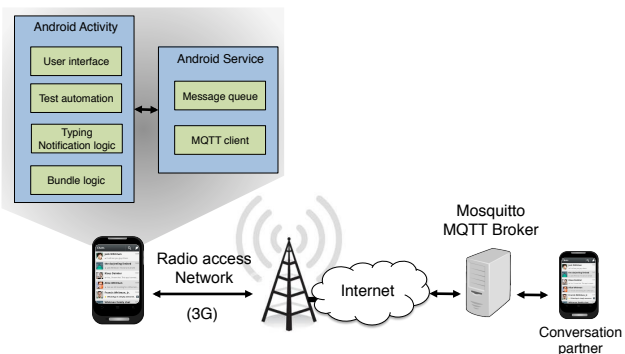 Android Activity
User interface
Test automation
Typing
Notification logic
Bundle logic
Android Service
Message queue
MQTT client
Radio access
Network
(3G)
Internet
Mosquitto
MQTT Broker
Conversation
partner